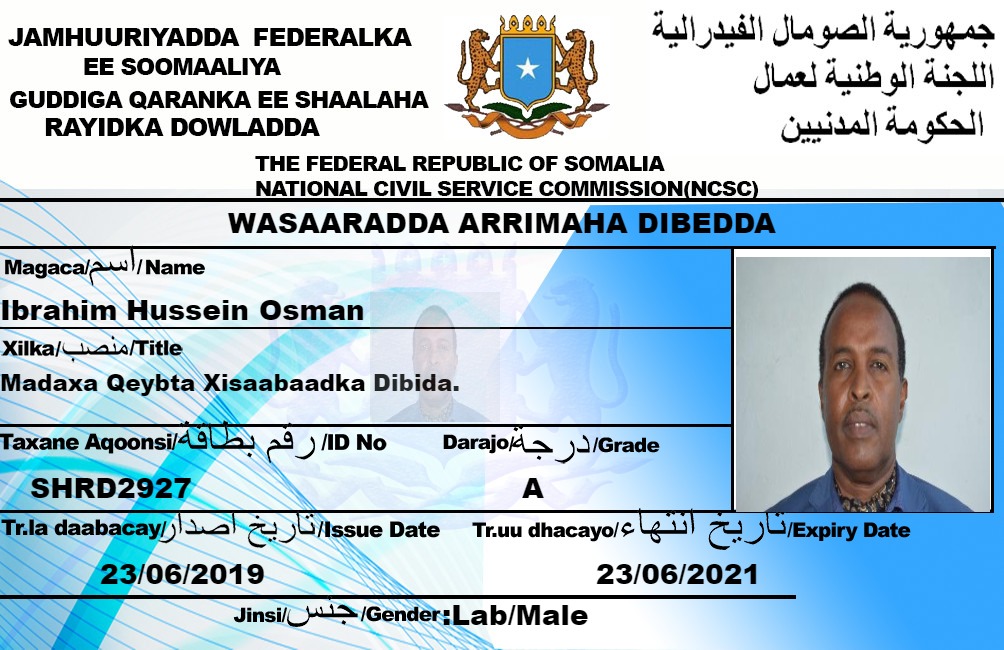 JAMHUURIYADDA FEDERALKA
EE SOOMAALIYA
GUDDIGA QARANKA EE SHAALAHA
RAYIDKA DOWLADDA
جمهورية الصومال الفيدرالية
اللجنة الوطنية لعمال
الحكومة المدنيين
THE FEDERAL REPUBLIC OF SOMALIA
NATIONAL CIVIL SERVICE COMMISSION(NCSC)
WASAARADDA ARRIMAHA DIBEDDA
Magaca/اسم/Name
Ibrahim Hussein Osman
Xilka/منصب/Title
Madaxa Qeybta Xisaabaadka Dibida.
Taxane Aqoonsi/رقم بطاقة/ID No Darajo/درجة/Grade
SHRD2927 A
Tr.la daabacay/تاريخ اصدار/Issue Date Tr.uu dhacayo/تاريخ انتهاء/Expiry Date
23/06/2019 23/06/2021
Jinsi/جنس/Gender:Lab/Male